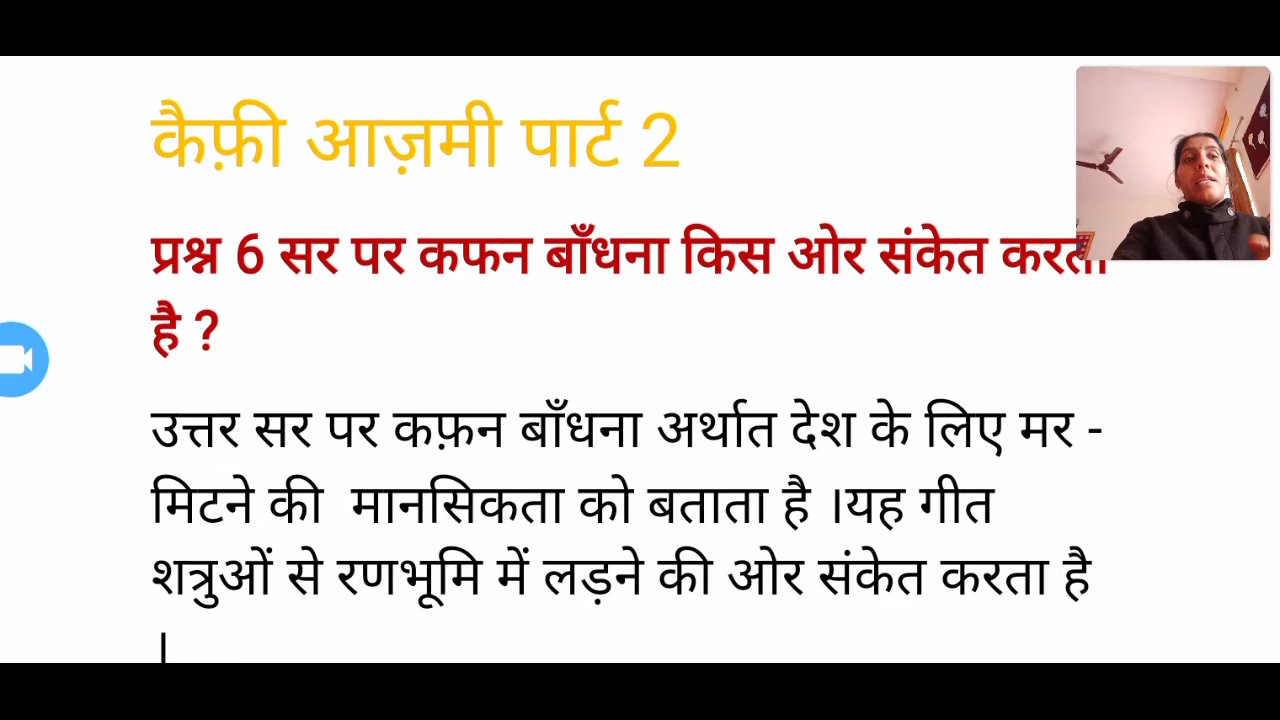 कैफ़ी आज़मी पार्ट 2
प्रश्न 6 सर पर कफन बाँधना किस ओर संकेत करता
है ?
उत्तर सर पर कफ़न बाँधना अर्थात देश के लिए मर -
मिटने की मानसिकता को बताता है ।यह गीत
शत्रुओं से रणभूमि में लड़ने की ओर संकेत करता है
।